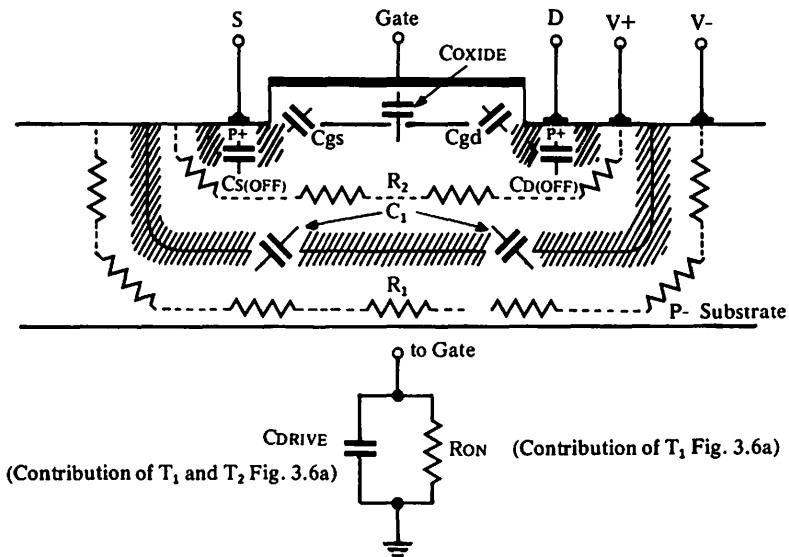 S Gate D V+ V-
COXIDE
P+ Cgs Cgd P+
CS(OFF) R2 CD(OFF)
C1
R1
P- Substrate
to Gate
CDRIVE RON
(Contribution of T1 Fig. 3.6a)
(Contribution of T1 and T2 Fig. 3.6a)